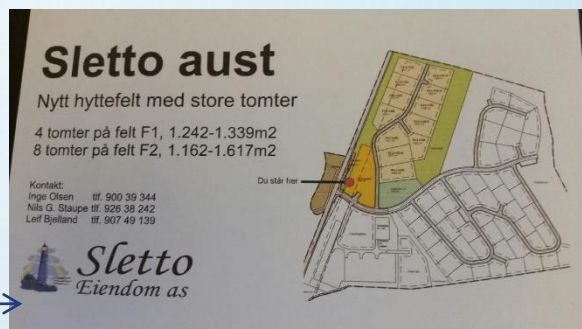 Sletto aust
Nytt hyttefelt med store tomter
4 tomter på felt F1, 1.242-1.339m2
8 tomter på felt F2, 1.162-1.617m2
Kontakt:
Inge Olsen tlf. 900 39 344
Nils G. Staupe tlf. 926 38 242
Leif Bjelland tlf. 907 49 139
Du står her
Sletto
Eiendom as